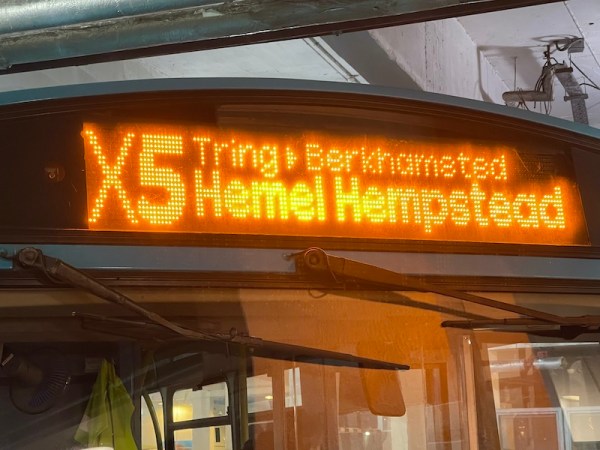 X5
Tring › Berkhamsted
Hemel Hempstead